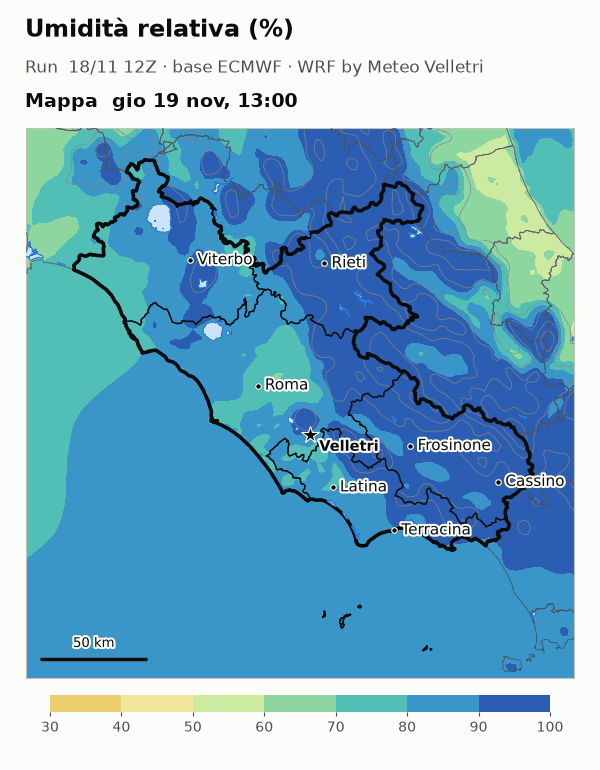 Umidità relativa (%)
Run 18/11 12Z · base ECMWF · WRF by Meteo Velletri
Mappa gio 19 nov, 13:00
Viterbo
Rieti
Roma
Velletri
Frosinone
Cassino
Latina
Terracina
50 km
30 40 50 60 70 80 90 100